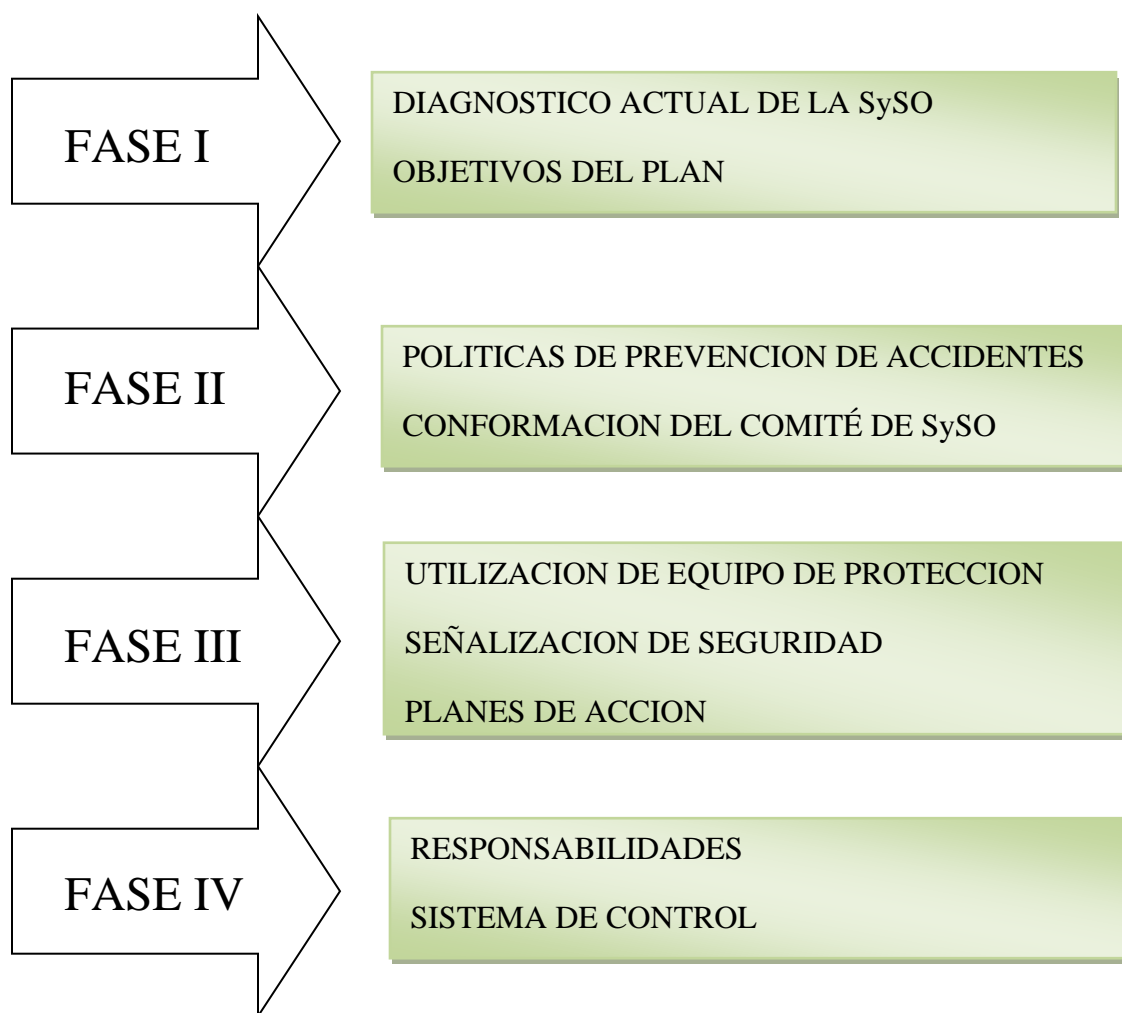 FASE I
DIAGNOSTICO ACTUAL DE LA SySO
OBJETIVOS DEL PLAN
FASE II
POLITICAS DE PREVENCION DE ACCIDENTES
CONFORMACION DEL COMITÉ DE SySO
FASE III
UTILIZACION DE EQUIPO DE PROTECCION
SEÑALIZACION DE SEGURIDAD
PLANES DE ACCION
FASE IV
RESPONSABILIDADES
SISTEMA DE CONTROL